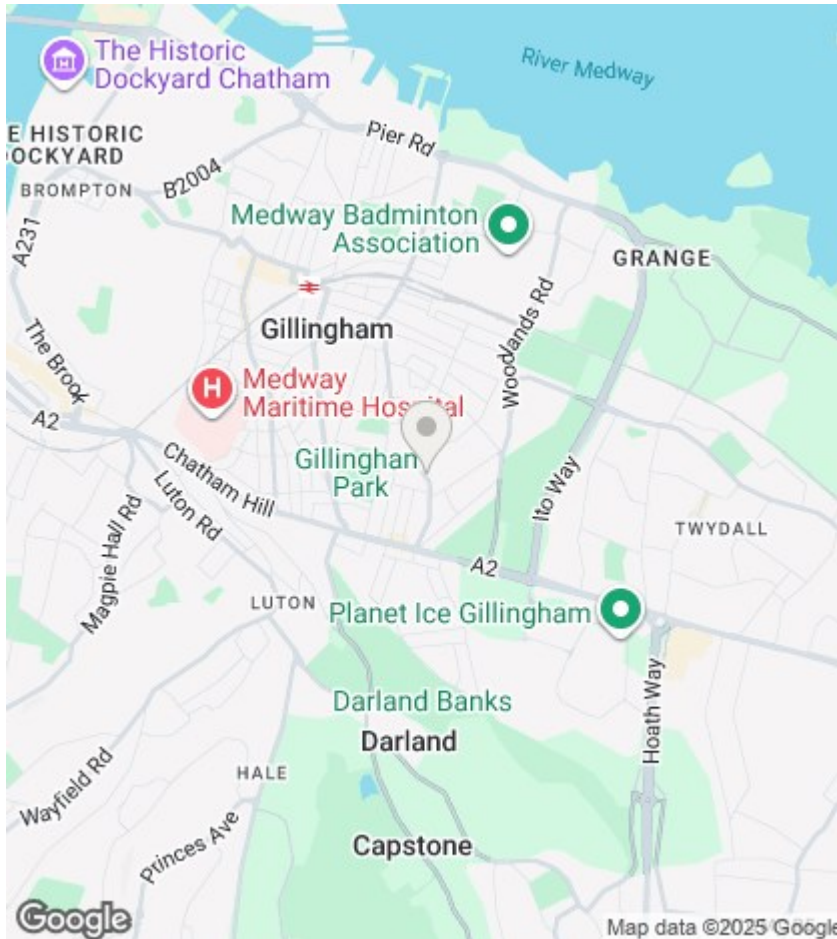 The Historic
Dockyard Chatham
River Medway
E HISTORIC
DOCKYARD
Pier Rd
B2004
BROMPTON
Medway Badminton
Association
A231
GRANGE
Woodlands Rd
Gillingham
The Brook
H
Medway
Maritime Hospital
A2
Gillingham
Park
Chatham Hill
Luton Rd
Ito Way
Magpie Hall Rd
TWYDALL
A2
LUTON
Planet Ice Gillingham
Darland Banks
Hoath Way
Darland
HALE
Wayfield Rd
Princes Ave
Capstone
Google
Map data ©2025 Google